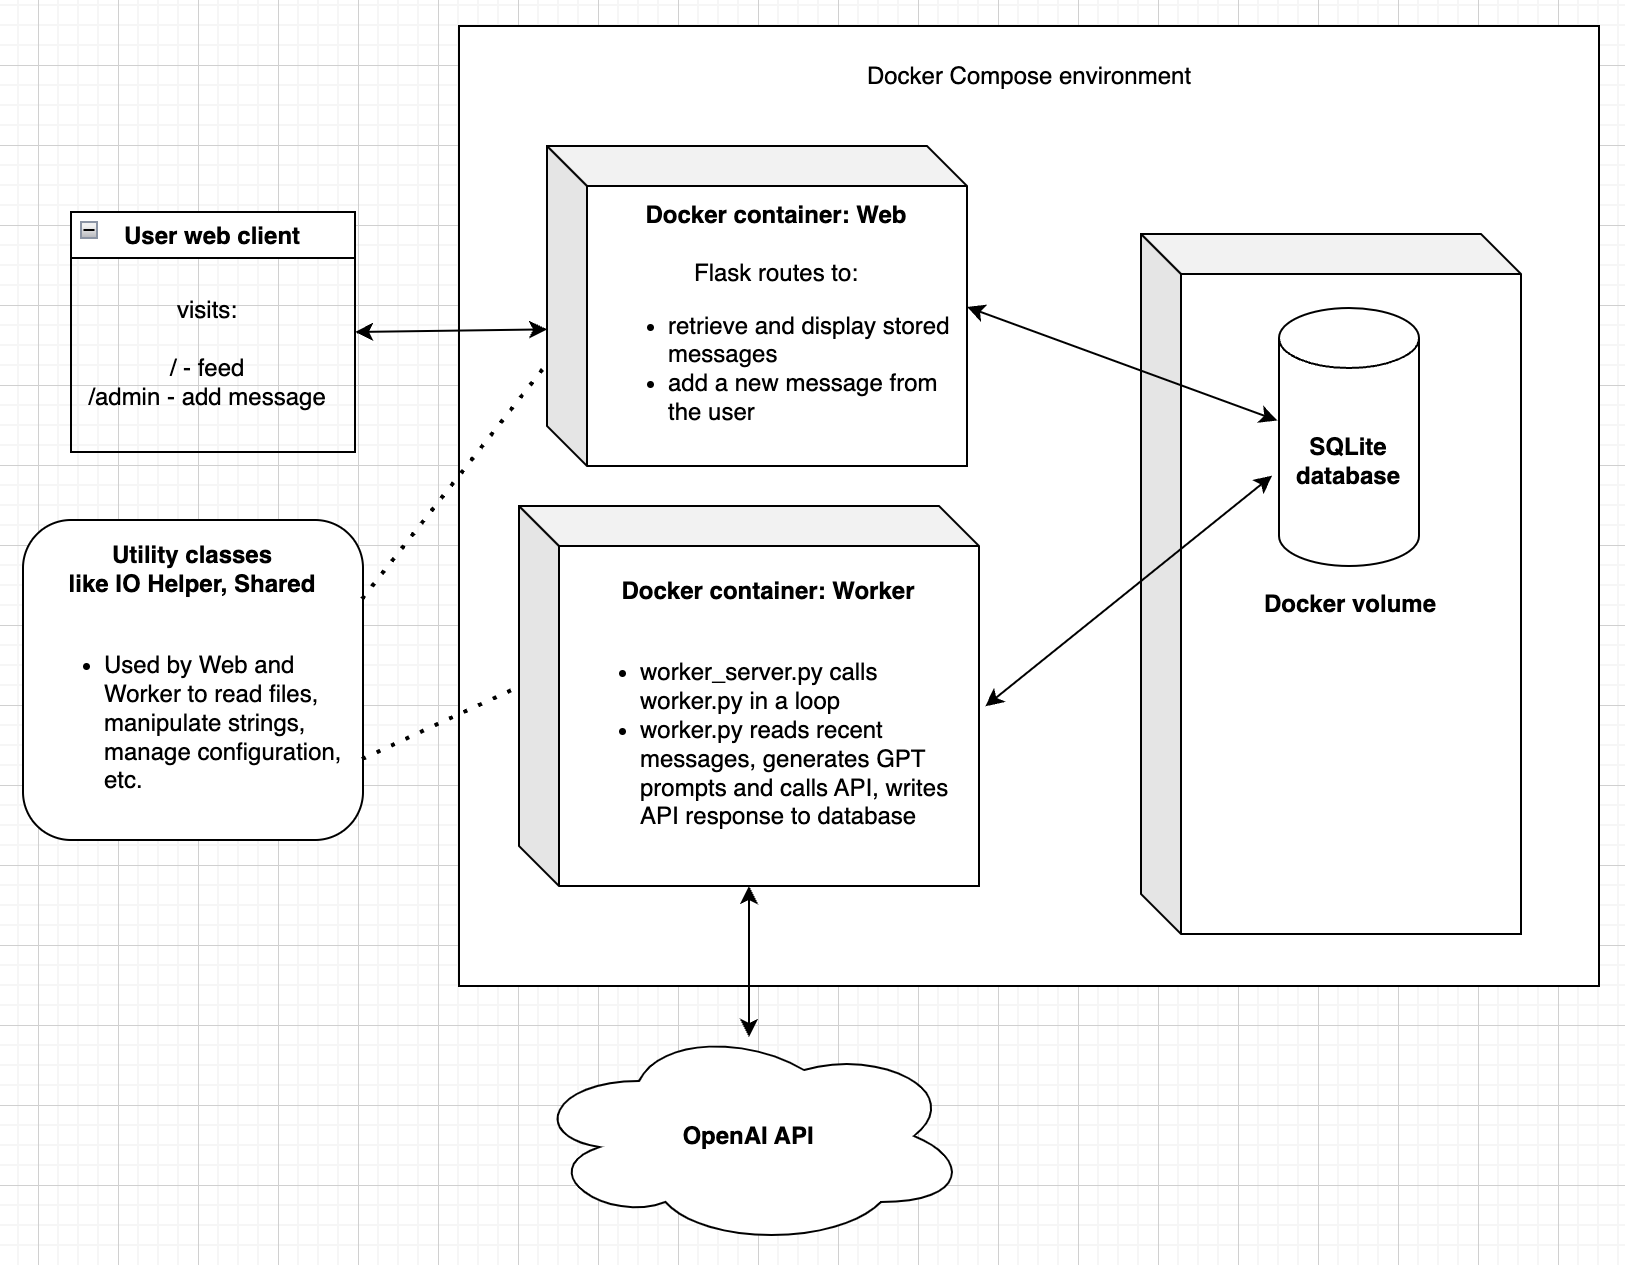 Docker Compose environment
Docker container: Web
Flask routes to:
• retrieve and display stored
messages
• add a new message from
the user
User web client
visits:
/ - feed
/admin - add message
SQLite
database
Docker volume
Utility classes
like IO Helper, Shared
• Used by Web and
Worker to read files,
manipulate strings,
manage configuration,
etc.
Docker container: Worker
• worker_server.py calls
worker.py in a loop
• worker.py reads recent
messages, generates GPT
prompts and calls API, writes
API response to database
OpenAI API